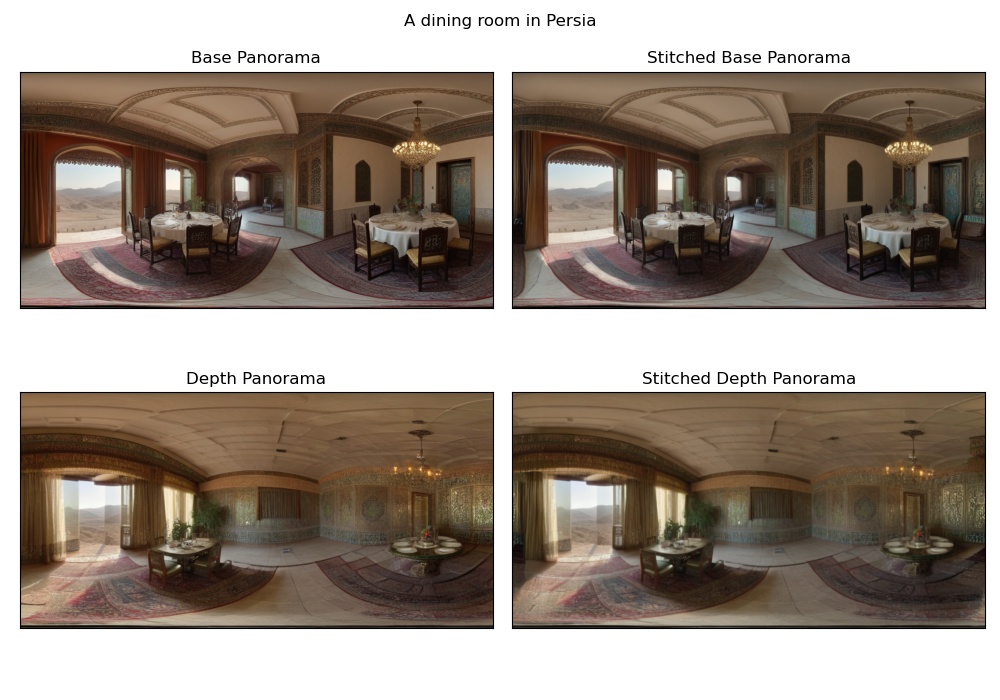 A dining room in Persia
Base Panorama
Stitched Base Panorama
Depth Panorama
Stitched Depth Panorama